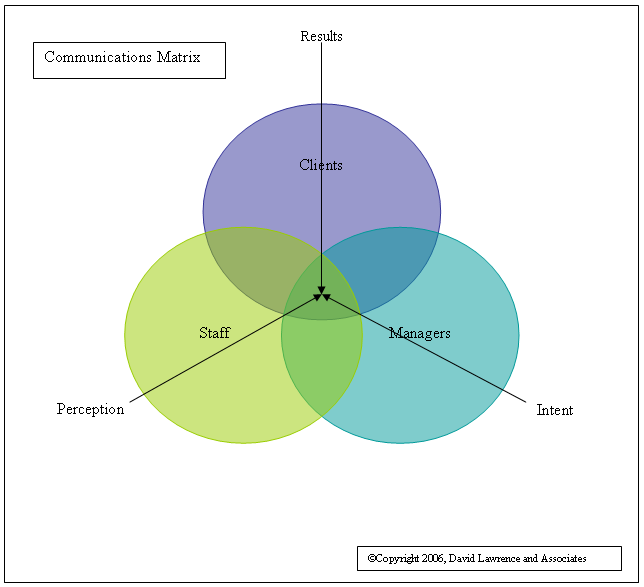 Results
Communications Matrix
Clients
Staff
Managers
Perception
Intent
©Copyright 2006, David Lawrence and Associates